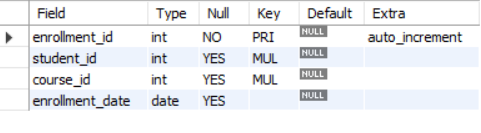 Field Type Null Key Default Extra
enrollment_id int NO PRI NULL auto_increment
student_id int YES MUL NULL
course_id int YES MUL NULL
enrollment_date date YES NULL